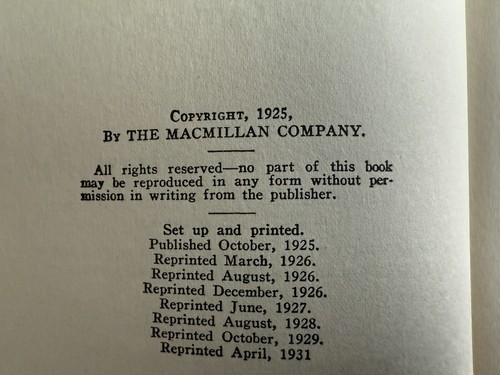 COPYRIGHT, 1925,
BY THE MACMILLAN COMPANY.
All rights reserved—no part of this book
may be reproduced in any form without per-
mission in writing from the publisher.
Set up and printed.
Published October, 1925.
Reprinted March, 1926.
Reprinted August, 1926.
Reprinted December, 1926.
Reprinted June, 1927.
Reprinted August, 1928.
Reprinted October, 1929.
Reprinted April, 1931